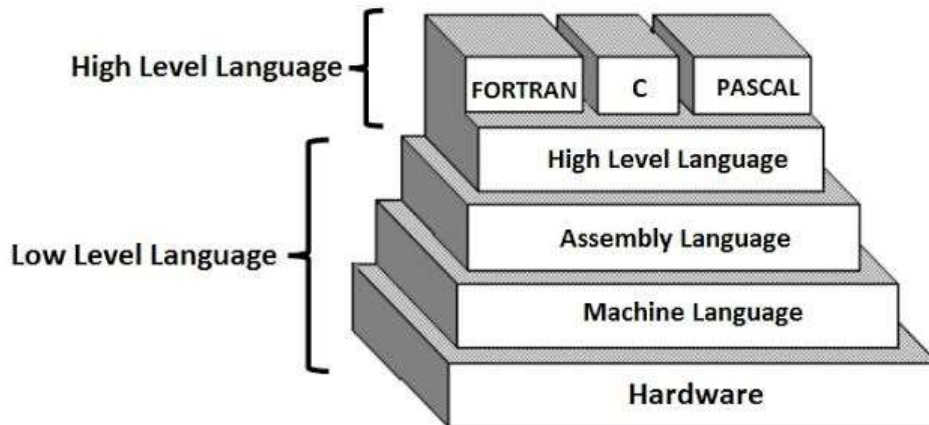 High Level Language
FORTRAN
C
PASCAL
High Level Language
Low Level Language
Assembly Language
Machine Language
Hardware